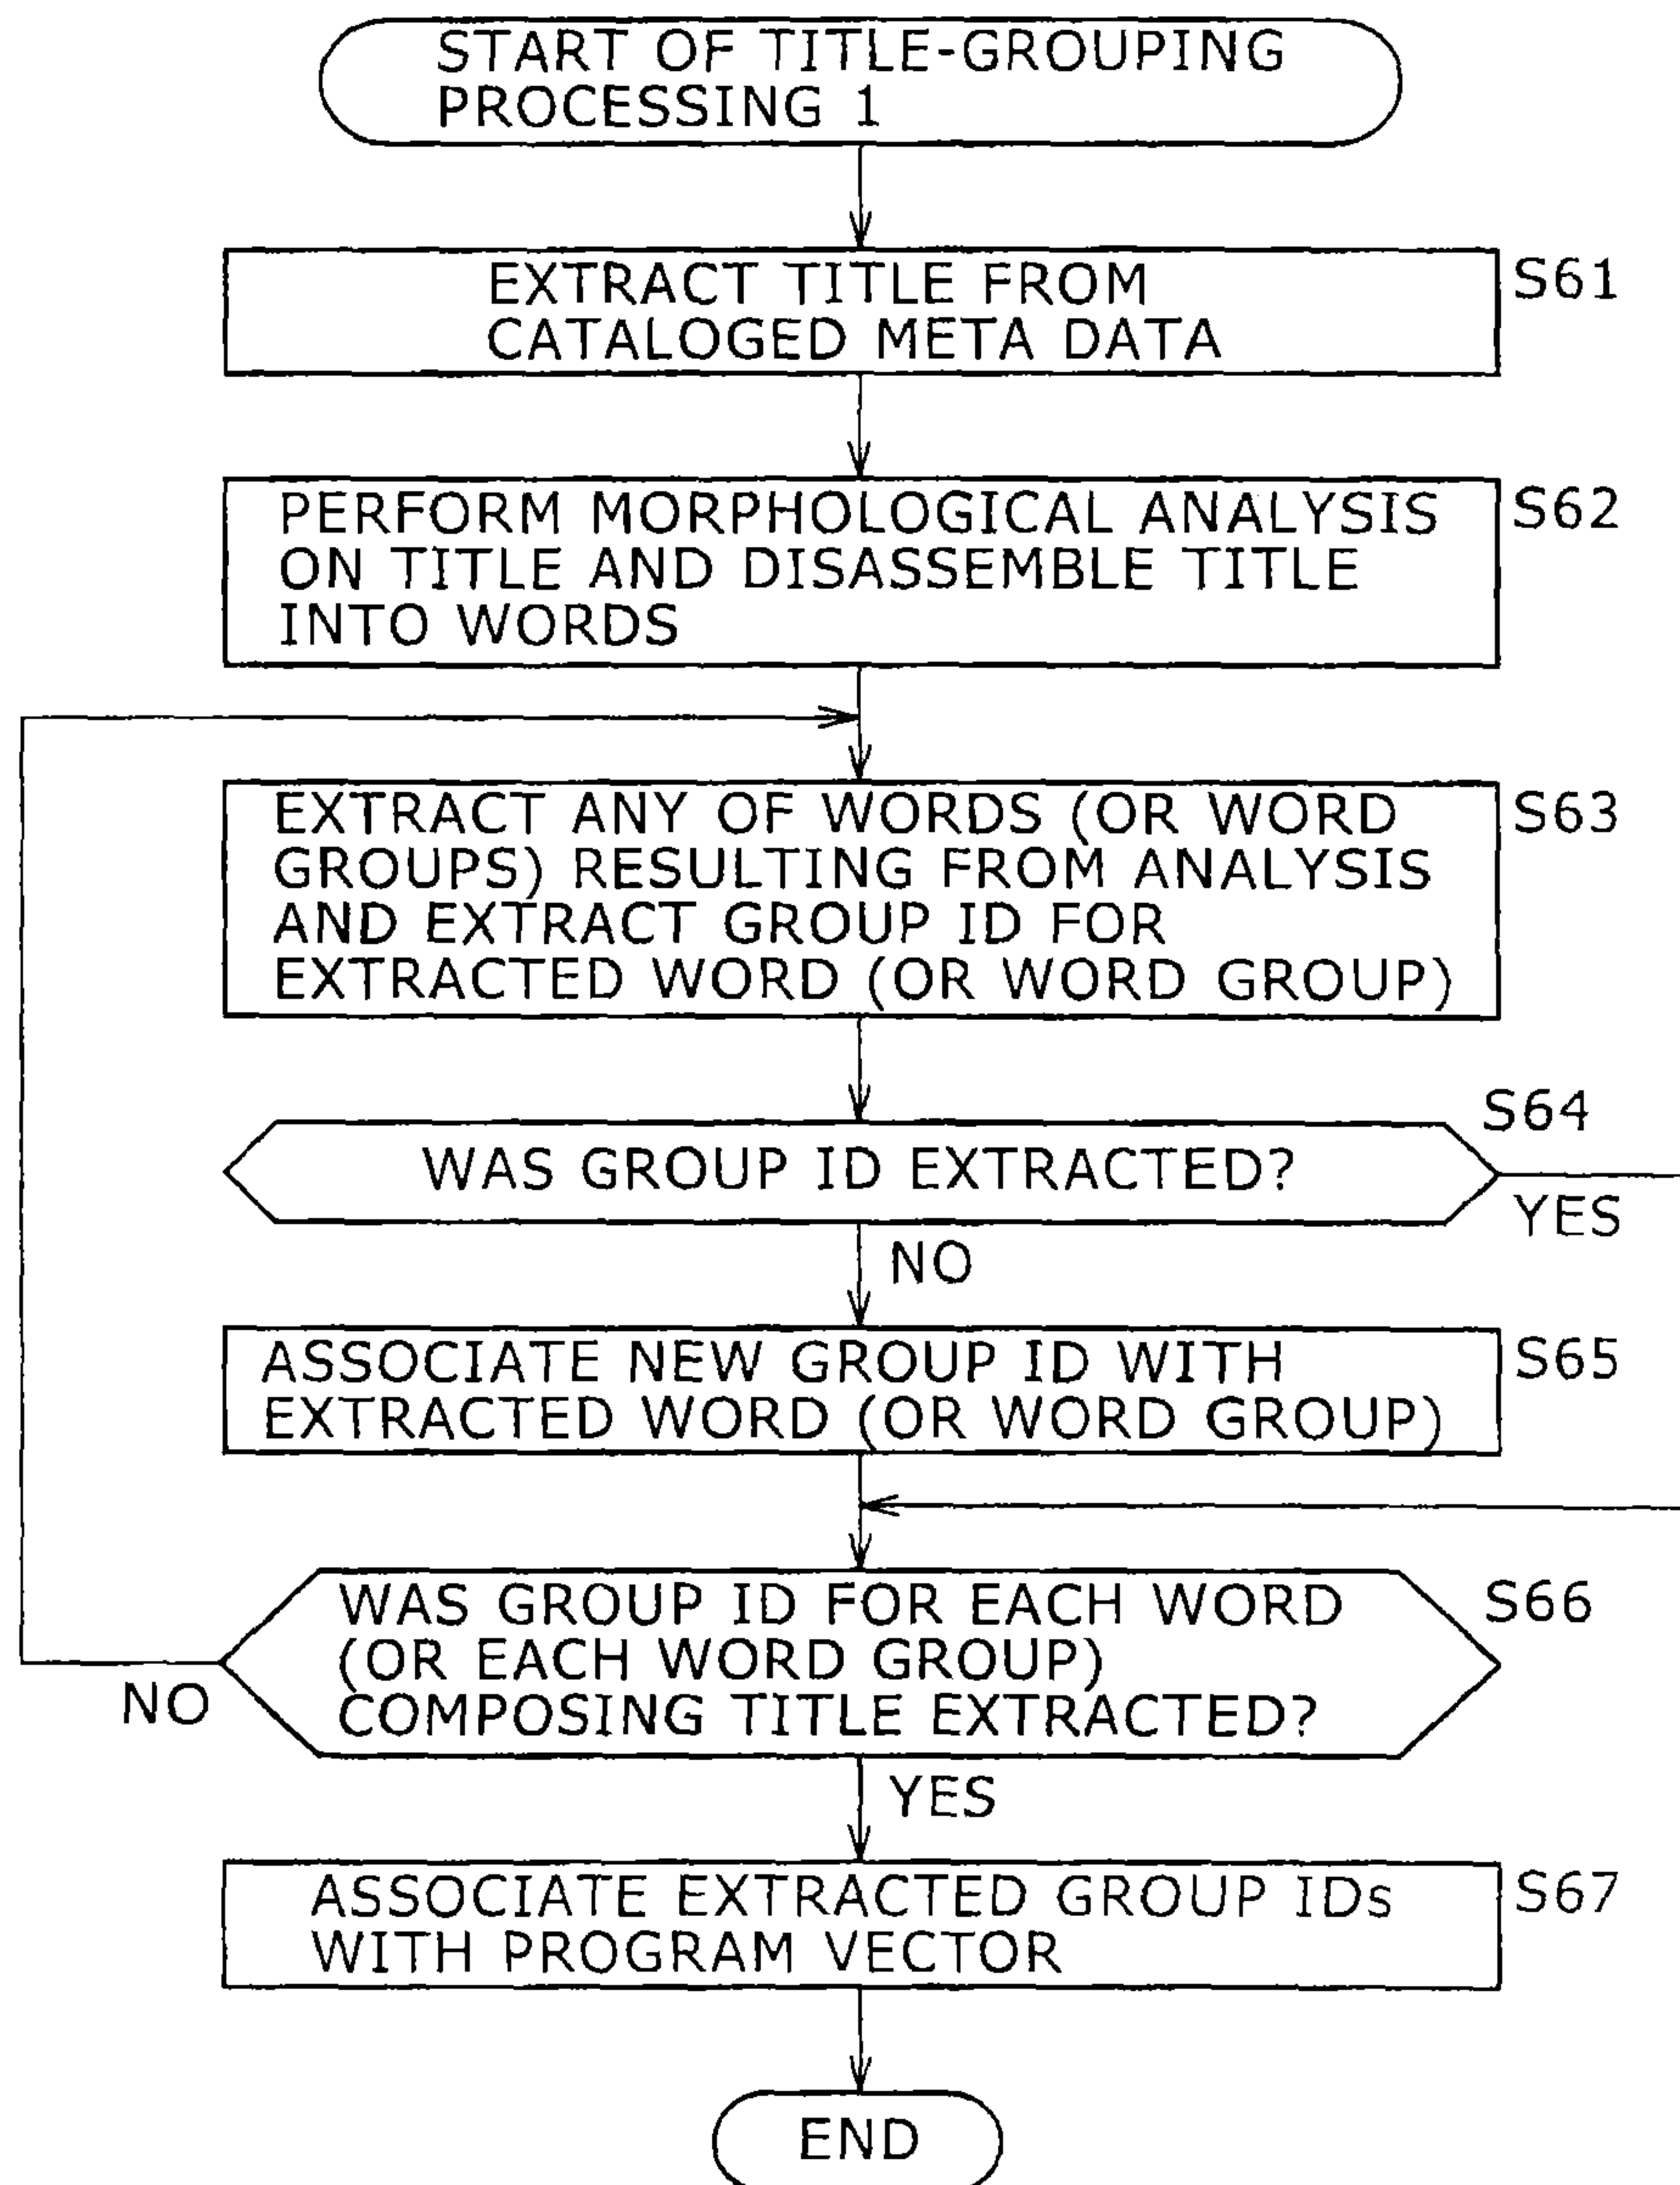 START OF TITLE-GROUPING
PROCESSING 1
EXTRACT TITLE FROM
CATALOGED META DATA
S61
PERFORM MORPHOLOGICAL ANALYSIS
ON TITLE AND DISASSEMBLE TITLE
INTO WORDS
S62
EXTRACT ANY OF WORDS (OR WORD
GROUPS) RESULTING FROM ANALYSIS
AND EXTRACT GROUP ID FOR
EXTRACTED WORD (OR WORD GROUP)
S63
S64
WAS GROUP ID EXTRACTED?
YES
NO
ASSOCIATE NEW GROUP ID WITH
EXTRACTED WORD (OR WORD GROUP)
S65
WAS GROUP ID FOR EACH WORD
(OR EACH WORD GROUP)
COMPOSING TITLE EXTRACTED?
S66
NO
YES
ASSOCIATE EXTRACTED GROUP IDs
WITH PROGRAM VECTOR
S67
END